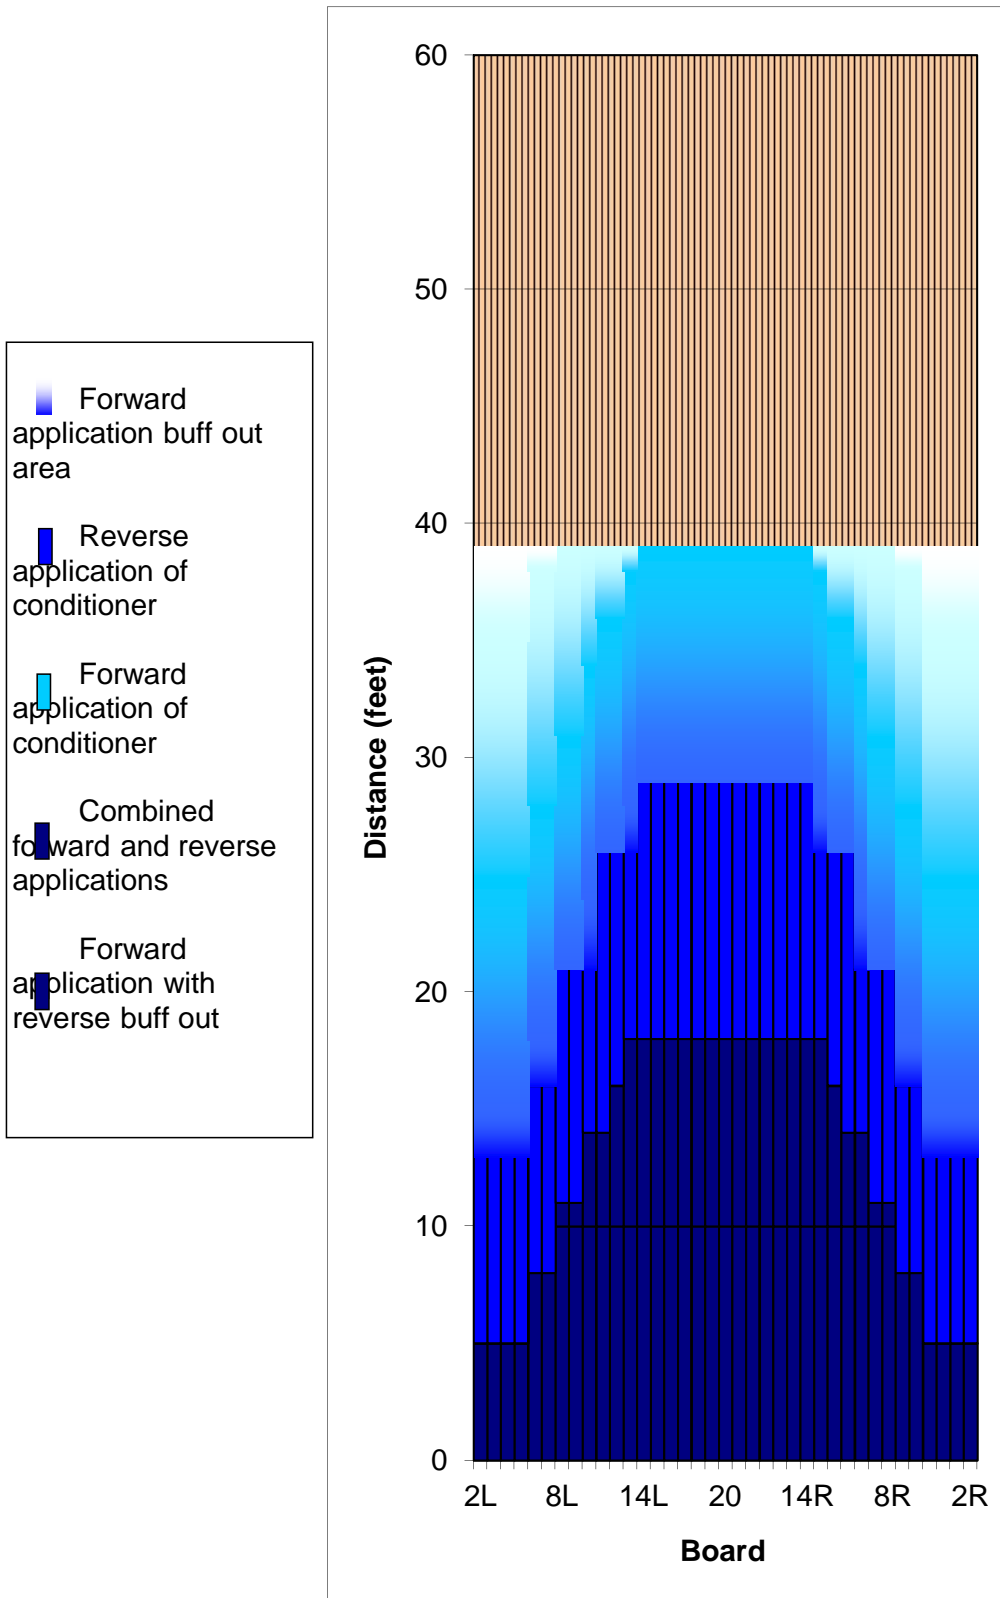 60
50
40
30
20
10
0
Distance (feet)
2L 8L 14L 20 14R 8R 2R
Board
Forward
application buff out
area
Reverse
application of
conditioner
Forward
application of
conditioner
Combined
forward and reverse
applications
Forward
application with
reverse buff out